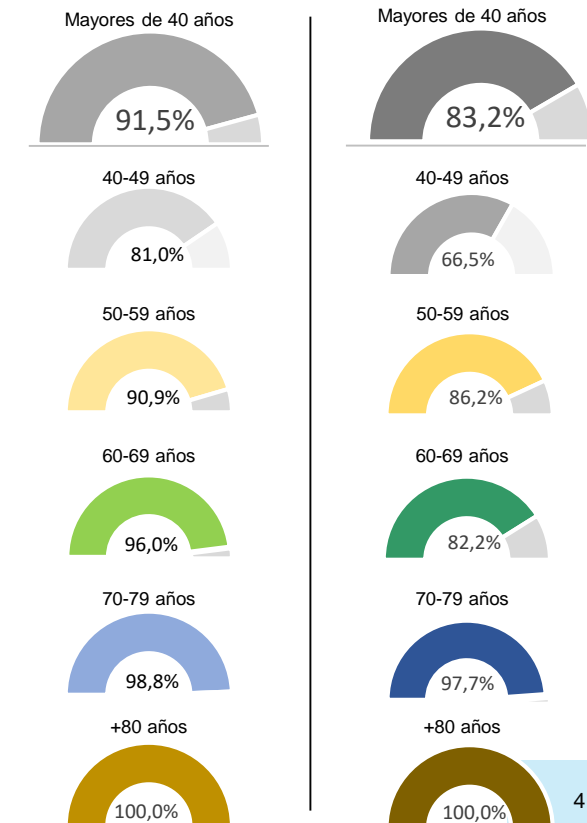 Mayores de 40 años
91,5%
40-49 años
81,0%
50-59 años
90,9%
60-69 años
96,0%
70-79 años
98,8%
+80 años
100,0%
Mayores de 40 años
83,2%
40-49 años
66,5%
50-59 años
86,2%
60-69 años
82,2%
70-79 años
97,7%
+80 años
100,0%
4